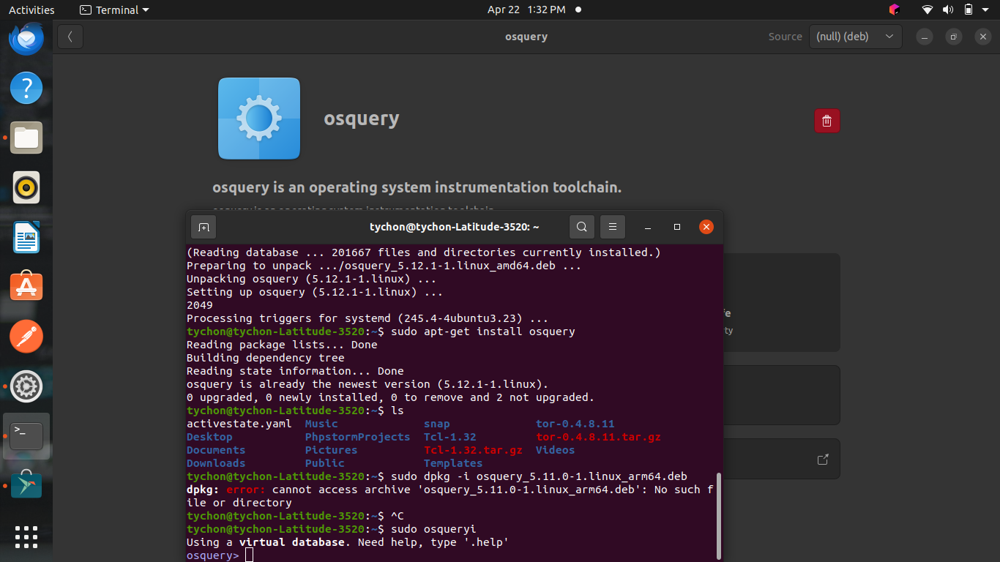 Activities
Terminal
Apr 22 1:32 PM
osquery
Source
(null) (deb)
osquery
osquery is an operating system instrumentation toolchain.
tychon@tychon-Latitude-3520: ~
(Reading database ... 201667 files and directories currently installed.)
Preparing to unpack .../osquery_5.12.1-1.linux_amd64.deb ...
Unpacking osquery (5.12.1-1.linux) ...
Setting up osquery (5.12.1-1.linux) ...
2049
Processing triggers for systemd (245.4-4ubuntu3.23) ...
tychon@tychon-Latitude-3520:~$ sudo apt-get install osquery
Reading package lists... Done
Building dependency tree
Reading state information... Done
osquery is already the newest version (5.12.1-1.linux).
0 upgraded, 0 newly installed, 0 to remove and 2 not upgraded.
tychon@tychon-Latitude-3520:~$ ls
activestate.yaml Music snap tor-0.4.8.11
Desktop PhpstormProjects Tcl-1.32 tor-0.4.8.11.tar.gz
Documents Pictures Tcl-1.32.tar.gz Videos
Downloads Public Templates
tychon@tychon-Latitude-3520:~$ sudo dpkg -i osquery_5.11.0-1.linux_arm64.deb
dpkg: error: cannot access archive 'osquery_5.11.0-1.linux_arm64.deb': No such f
ile or directory
tychon@tychon-Latitude-3520:~$ ^C
tychon@tychon-Latitude-3520:~$ sudo osqueryi
Using a virtual database. Need help, type '.help'
osquery>